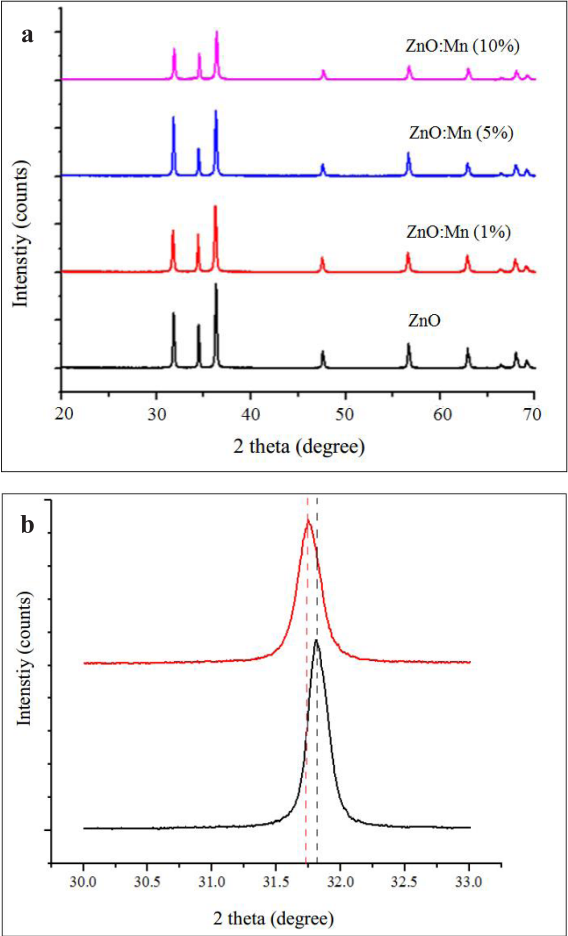 a
ZnO:Mn (10%)
ZnO:Mn (5%)
ZnO:Mn (1%)
ZnO
Intenstiy (counts)
20 30 40 50 60 70
2 theta (degree)
b
Intenstiy (counts)
30.0 30.5 31.0 31.5 32.0 32.5 33.0
2 theta (degree)